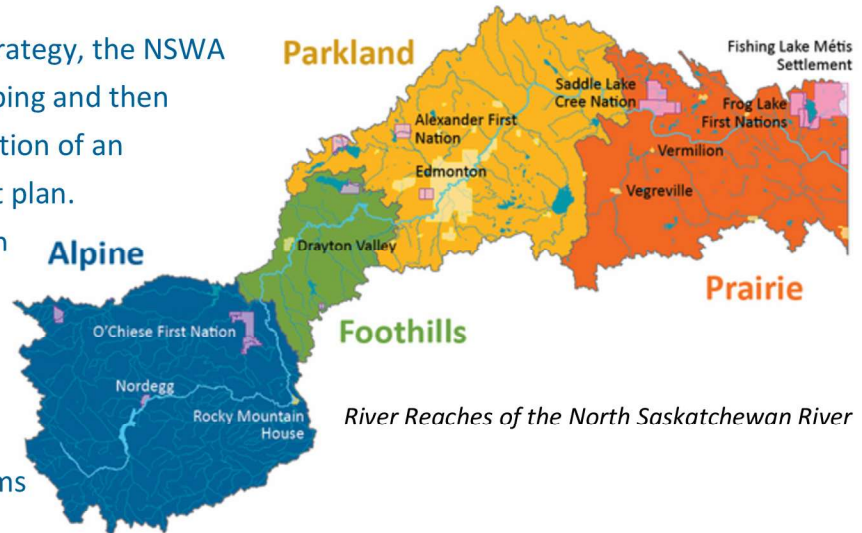 rategy, the NSWA
ping and then
tion of an
t plan.
n
ms
Parkland
Fishing Lake Métis
Settlement
Saddle Lake
Cree Nation
Frog Lake
First Nations
Alexander First
Nation
Vermilion
Edmonton
Vegreville
Alpine
Drayton Valley
Prairie
O'Chiese First Nation
Foothills
Nordegg
Rocky Mountain
House
River Reaches of the North Saskatchewan River